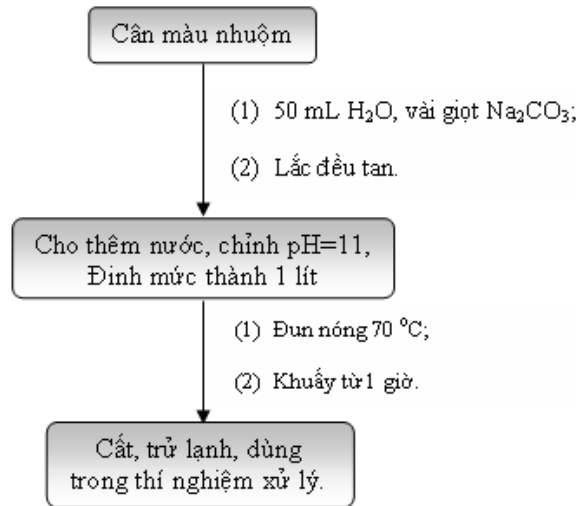 Cân màu nhuộm
(1) 50 mL H₂O, vài giọt Na₂CO₃;
(2) Lắc đều tan.
Cho thêm nước, chỉnh pH=11,
Đinh mức thành 1 lít
(1) Đun nóng 70 °C;
(2) Khuấy từ 1 giờ.
Cất, trử lạnh, dùng
trong thí nghiệm xử lý.